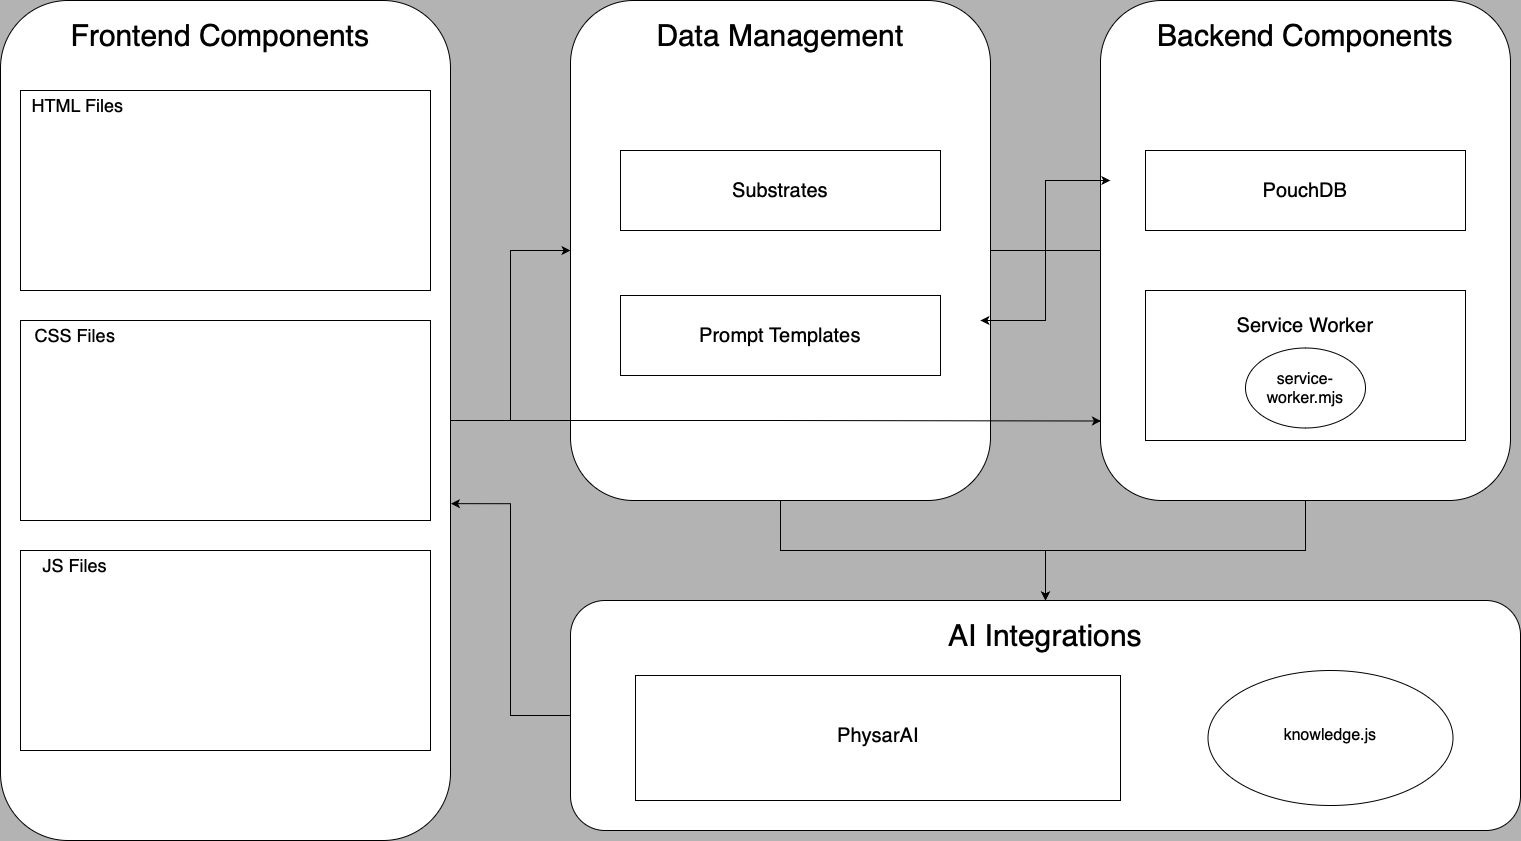 Frontend Components
HTML Files
CSS Files
JS Files
Data Management
Substrates
Prompt Templates
Backend Components
PouchDB
Service Worker
service-
worker.mjs
AI Integrations
PhysarAI
knowledge.js